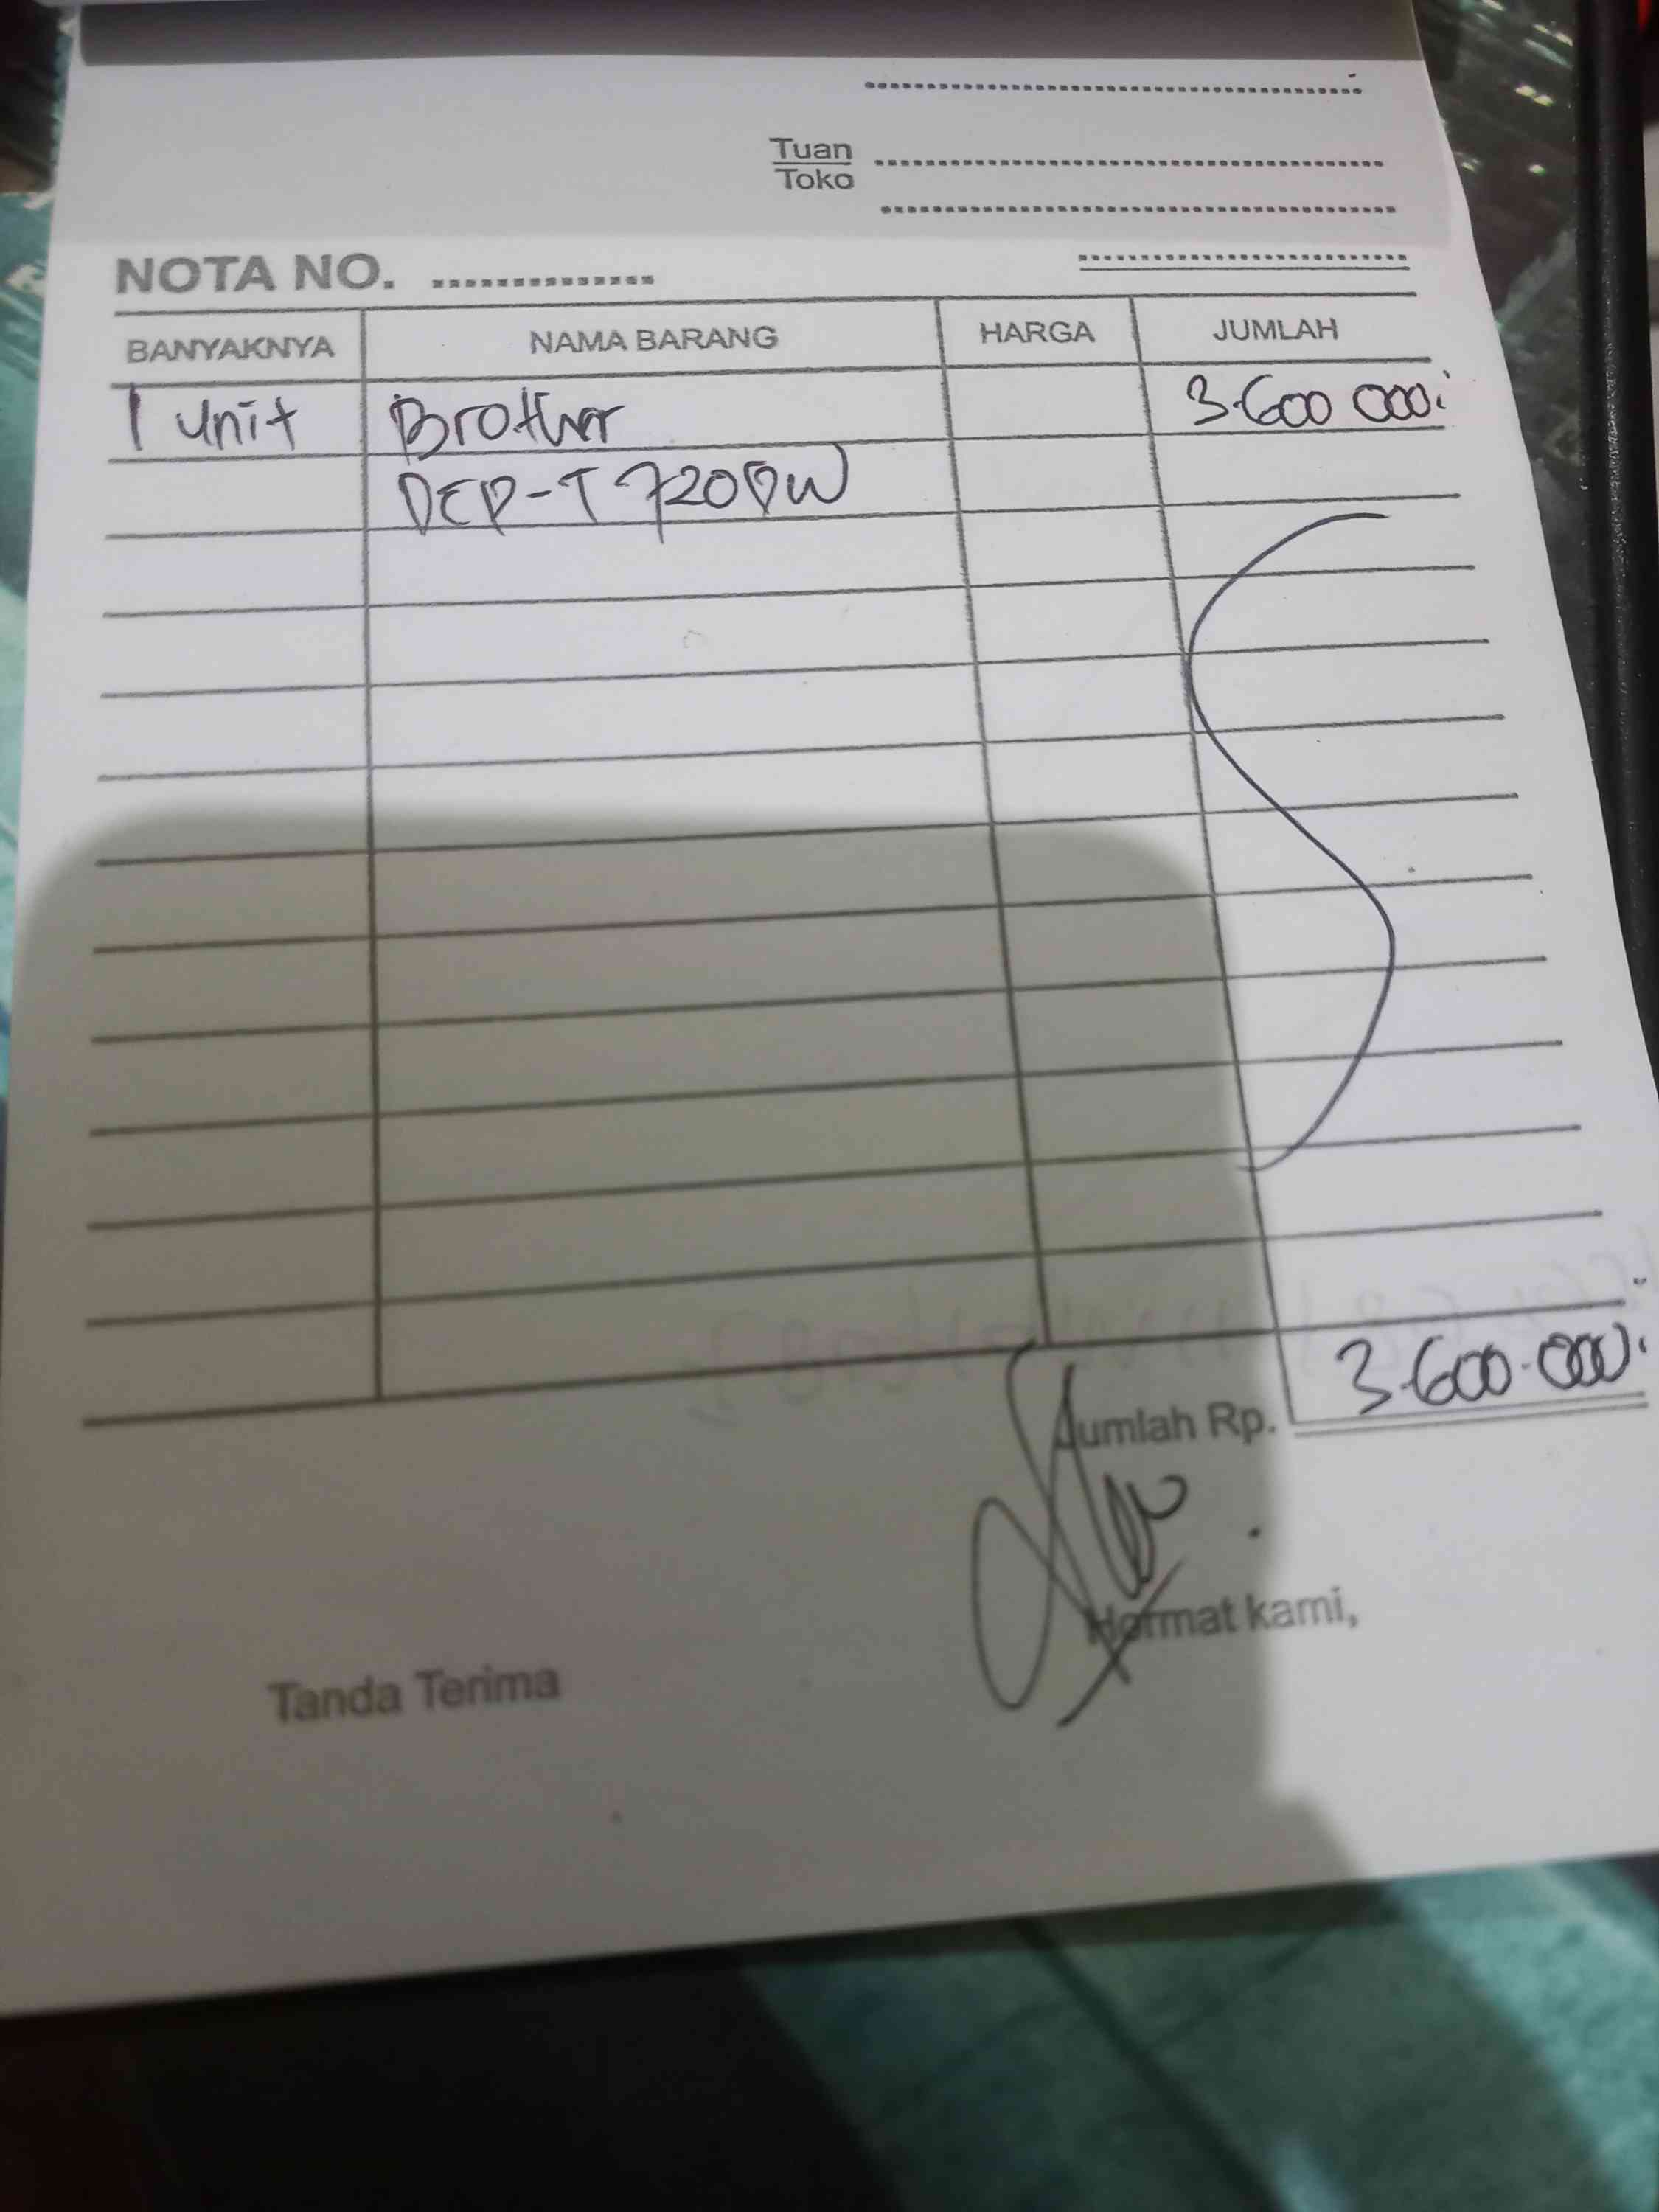 Tuan
Toko
NOTA NO. ..............
BANYAKNYA NAMA BARANG HARGA JUMLAH
1 unit Brother 3.600 000
DCP-T720DW
Jumlah Rp. 3.600.000
Hormat kami,
Tanda Terima